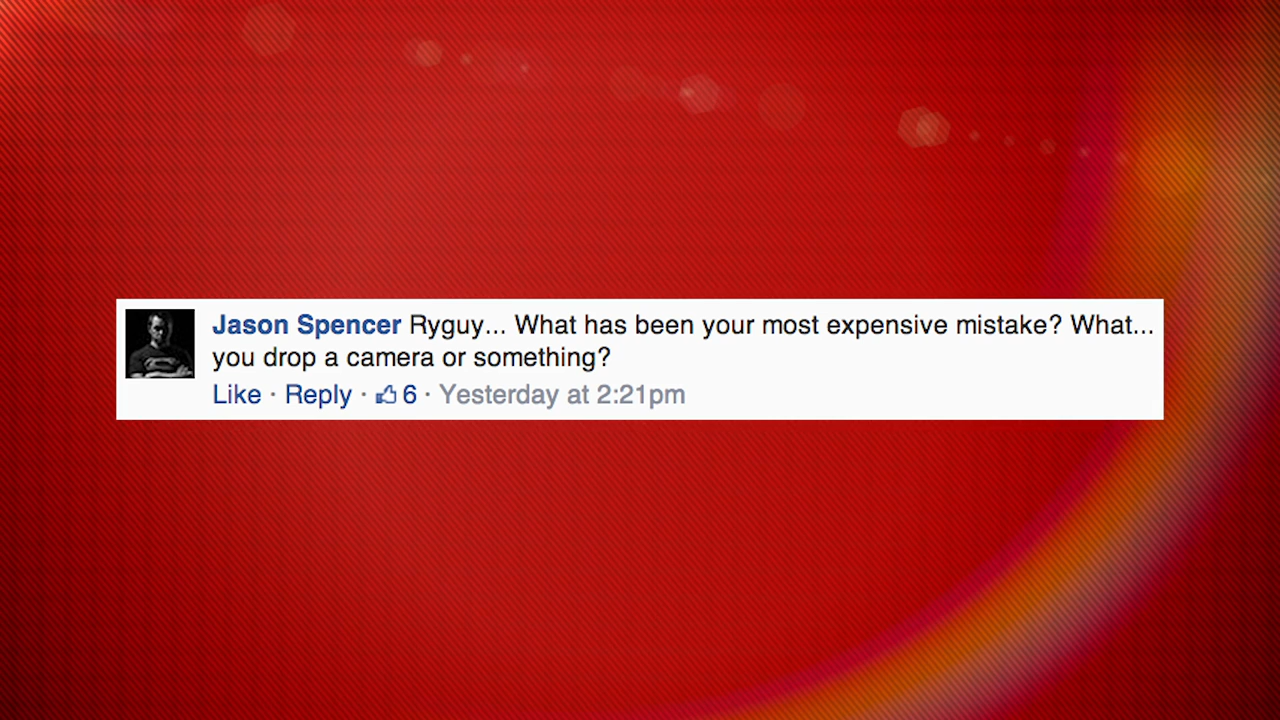 Jason Spencer Ryguy... What has been your most expensive mistake? What...
you drop a camera or something?
Like · Reply · 6 · Yesterday at 2:21pm